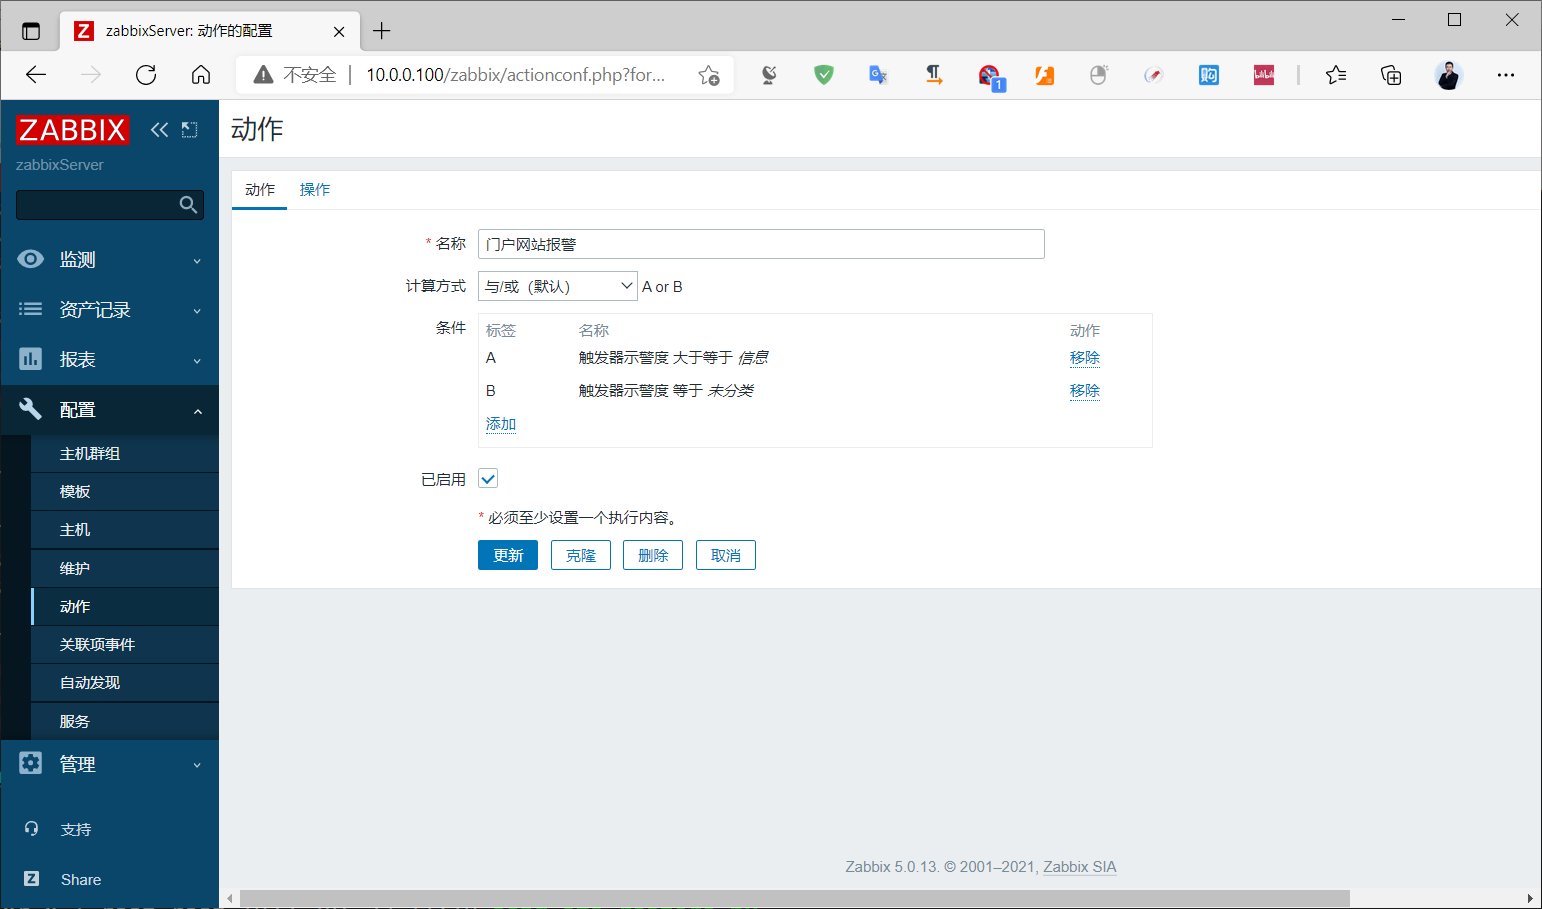 zabbixServer: 动作的配置
不安全 | 10.0.0.100/zabbix/actionconf.php?for...
1
ZABBIX
zabbixServer
监测
资产记录
报表
配置
主机群组
模板
主机
维护
动作
关联项事件
自动发现
服务
管理
支持
Share
动作
动作 操作
* 名称 门户网站报警
计算方式 与/或（默认） A or B
条件 标签 名称 动作
A 触发器示警度 大于等于 信息 移除
B 触发器示警度 等于 未分类 移除
添加
已启用
* 必须至少设置一个执行内容。
更新 克隆 删除 取消
Zabbix 5.0.13. © 2001–2021, Zabbix SIA